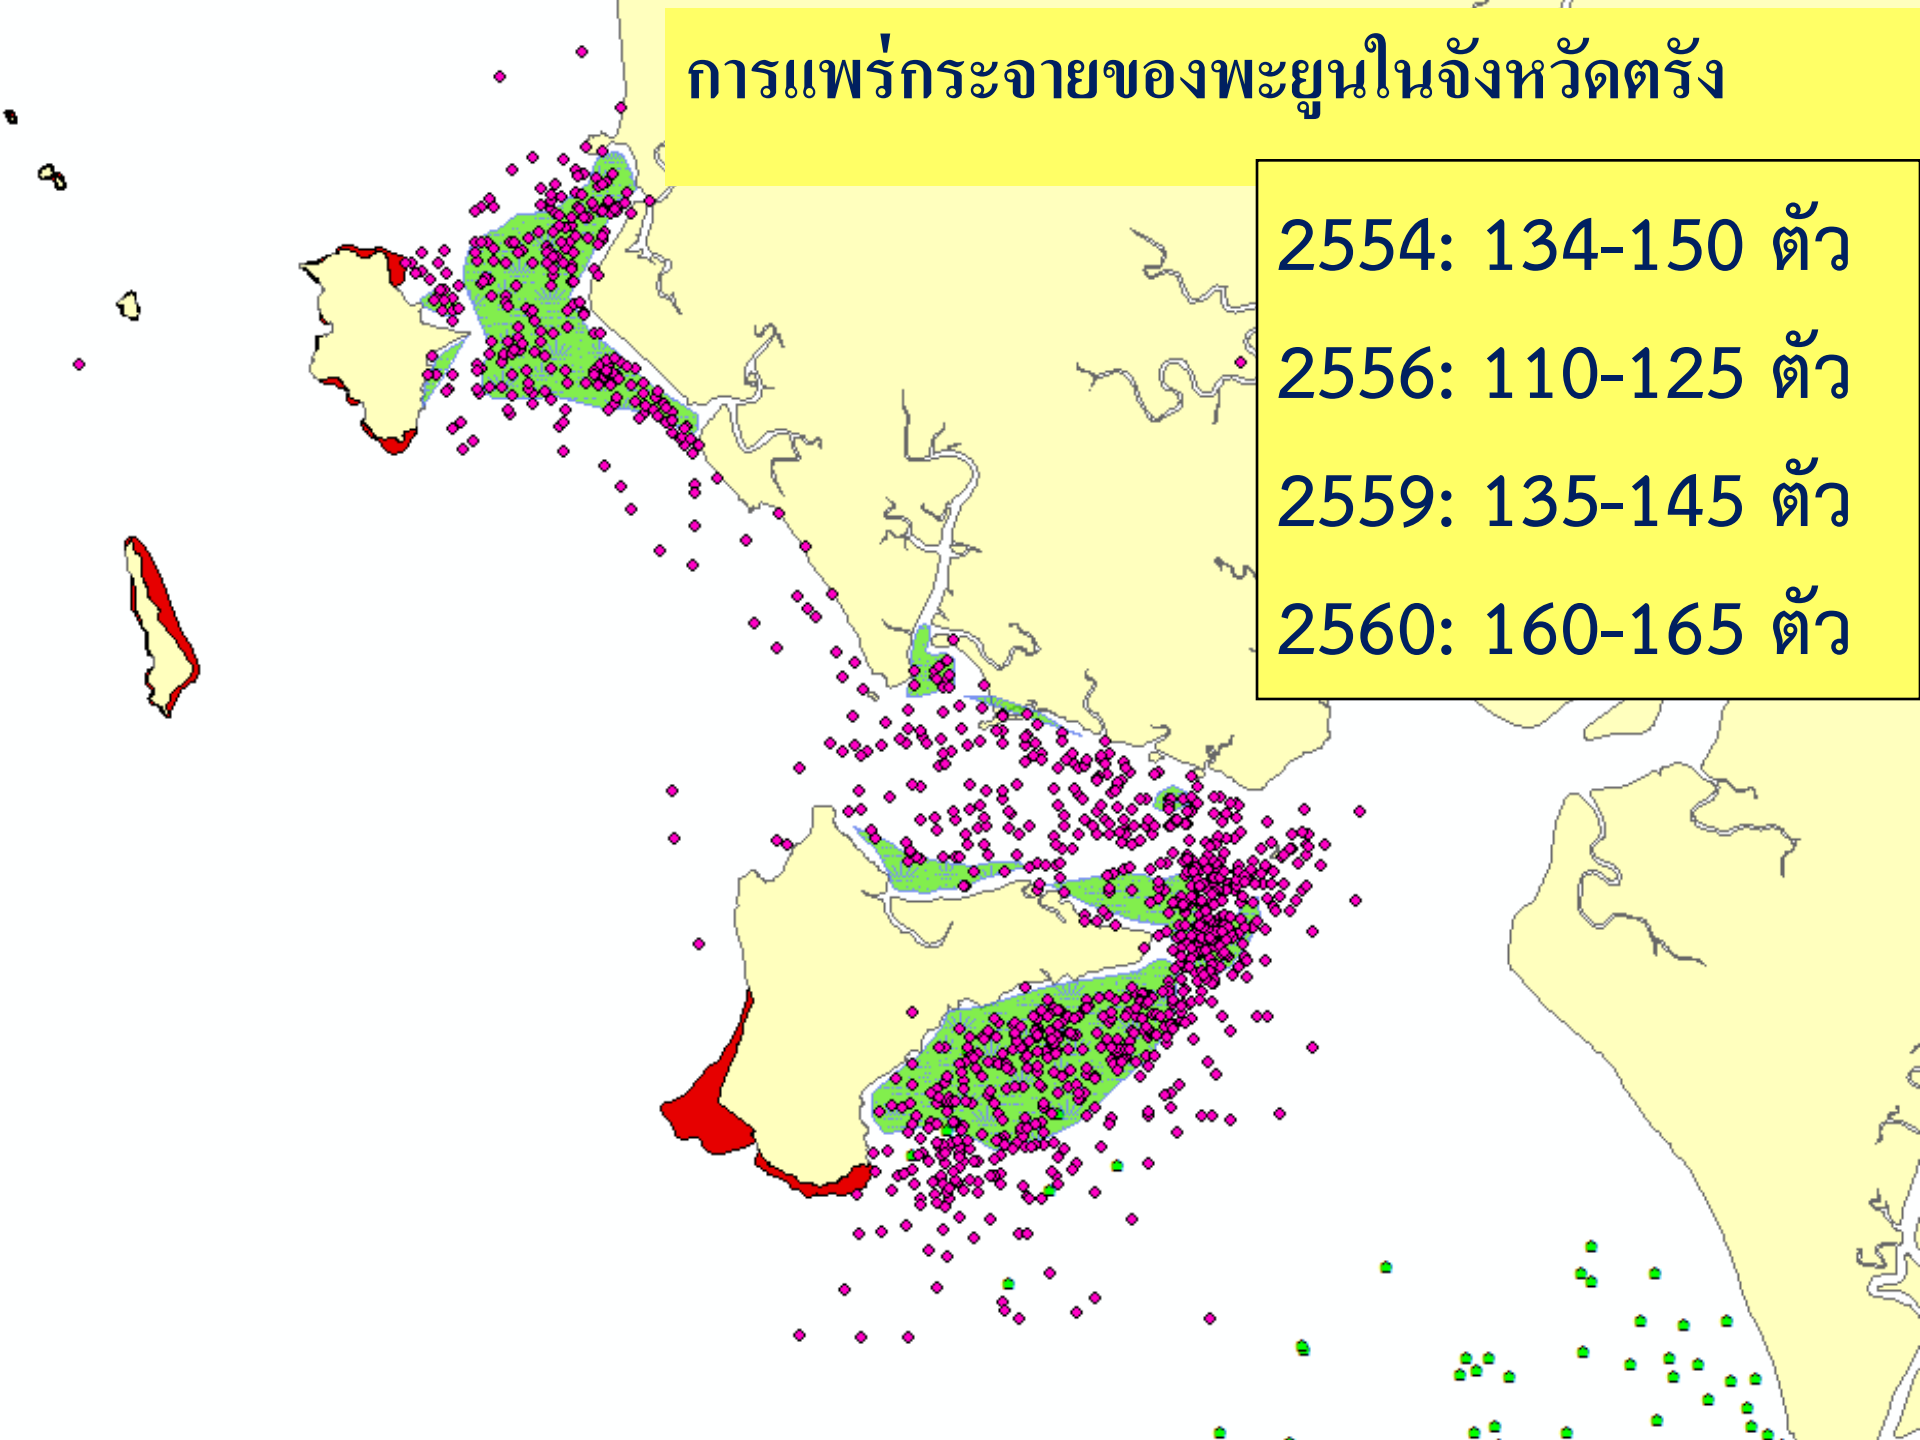 การแพร่กระจายของพะยูนในจังหวัดตรัง
2554: 134-150 ตัว
2556: 110-125 ตัว
2559: 135-145 ตัว
2560: 160-165 ตัว